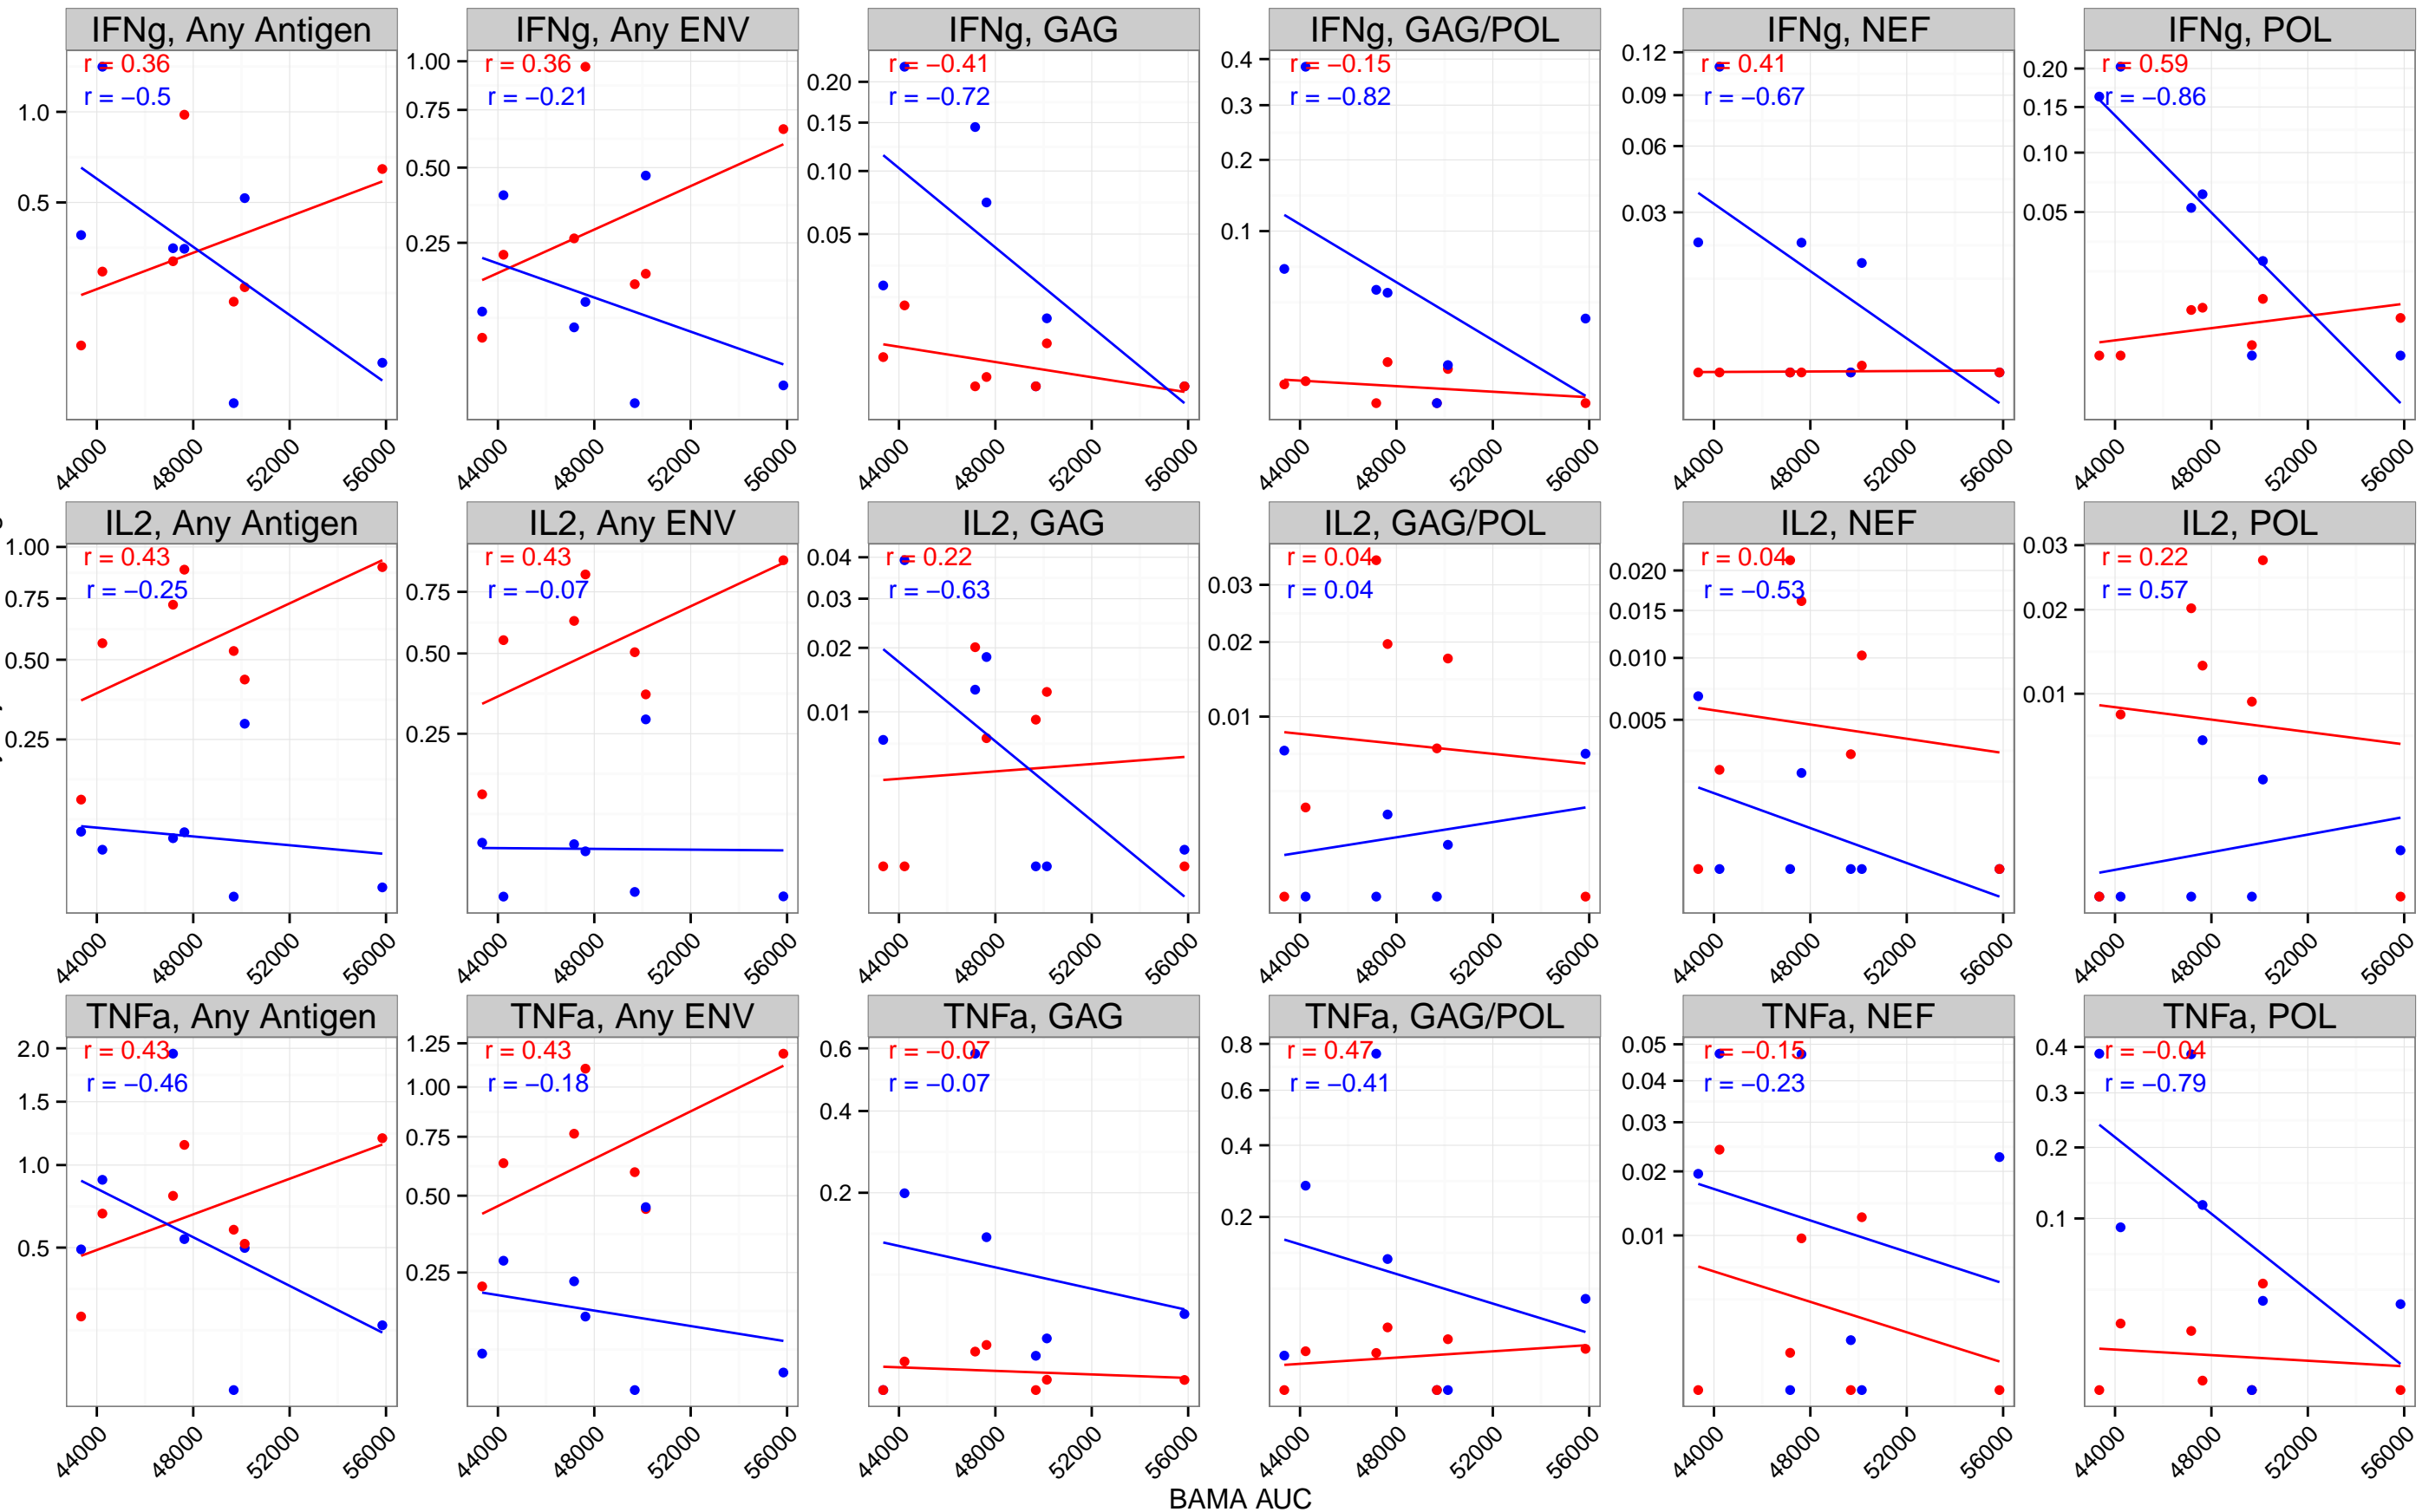 IFNg, Any Antigen IFNg, Any ENV IFNg, GAG IFNg, GAG/POL IFNg, NEF IFNg, POL
r = 0.36 r = 0.36 r = −0.41 r = −0.15 r = 0.41 r = 0.59
r = −0.5 r = −0.21 r = −0.72 r = −0.82 r = −0.67 r = −0.86
1.0 0.5
1.00 0.75 0.50 0.25
0.20 0.15 0.10 0.05
0.4 0.3 0.2 0.1
0.12 0.09 0.06 0.03
0.20 0.15 0.10 0.05
44000 48000 52000 56000 44000 48000 52000 56000 44000 48000 52000 56000 44000 48000 52000 56000 44000 48000 52000 56000 44000 48000 52000 56000
IL2, Any Antigen IL2, Any ENV IL2, GAG IL2, GAG/POL IL2, NEF IL2, POL
r = 0.43 r = 0.43 r = 0.22 r = 0.04 r = 0.04 r = 0.22
r = −0.25 r = −0.07 r = −0.63 r = 0.04 r = −0.53 r = 0.57
1.00 0.75 0.50 0.25
0.75 0.50 0.25
0.04 0.03 0.02 0.01
0.03 0.02 0.01
0.020 0.015 0.010 0.005
0.03 0.02 0.01
44000 48000 52000 56000 44000 48000 52000 56000 44000 48000 52000 56000 44000 48000 52000 56000 44000 48000 52000 56000 44000 48000 52000 56000
TNFa, Any Antigen TNFa, Any ENV TNFa, GAG TNFa, GAG/POL TNFa, NEF TNFa, POL
r = 0.43 r = 0.43 r = −0.07 r = 0.47 r = −0.15 r = −0.04
r = −0.46 r = −0.18 r = −0.07 r = −0.41 r = −0.23 r = −0.79
2.0 1.5 1.0 0.5
1.25 1.00 0.75 0.50 0.25
0.6 0.4 0.2
0.8 0.6 0.4 0.2
0.05 0.04 0.03 0.02 0.01
0.4 0.3 0.2 0.1
44000 48000 52000 56000 44000 48000 52000 56000 44000 48000 52000 56000 44000 48000 52000 56000 44000 48000 52000 56000 44000 48000 52000 56000
BAMA AUC